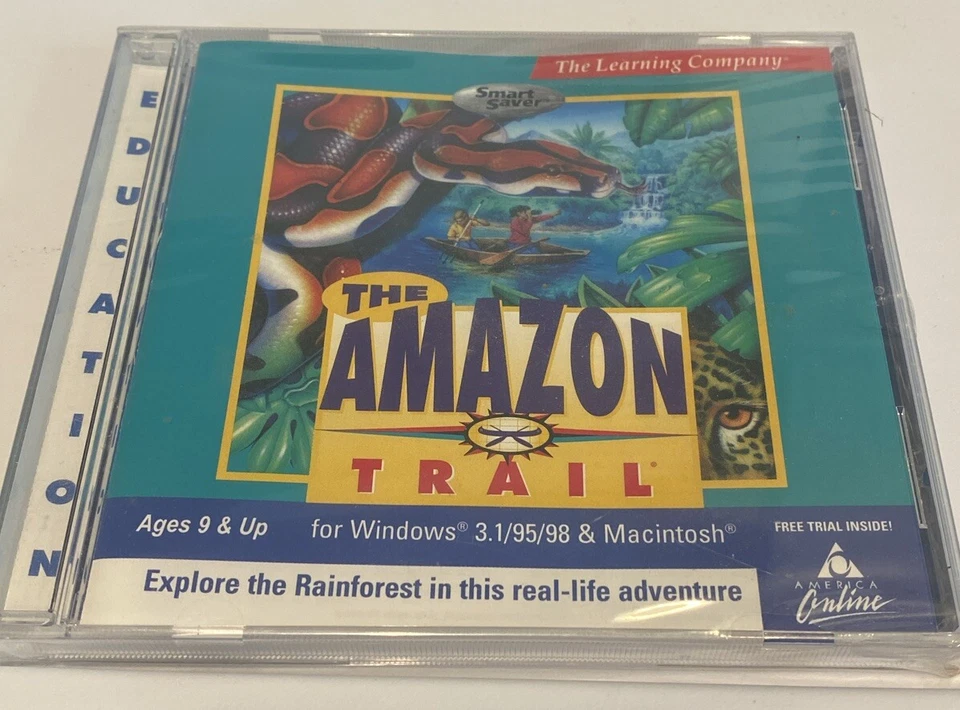 EDUCATION
The Learning Company®
Smart
Saver™
THE
AMAZON
TRAIL®
Ages 9 & Up
for Windows® 3.1/95/98 & Macintosh®
FREE TRIAL INSIDE!
AMERICA
Online
Explore the Rainforest in this real-life adventure